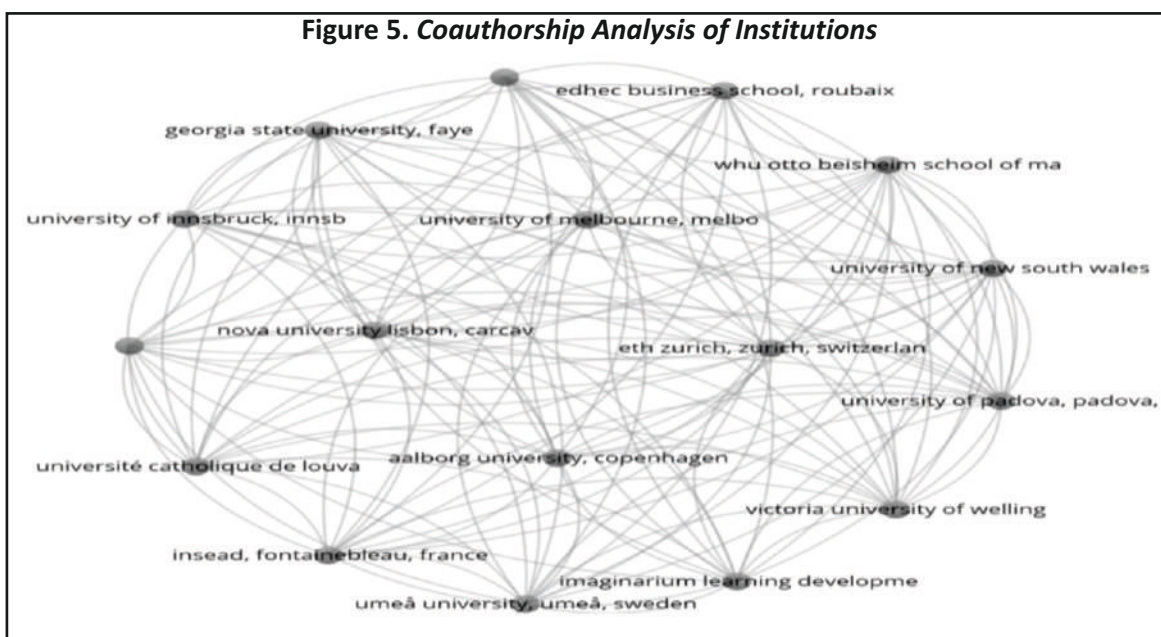 Figure 5. Coauthorship Analysis of Institutions
edhec business school, roubaix
georgia state university, faye
whu otto beisheim school of ma
university of innsbruck, innsb
university of melbourne, melbo
university of new south wales
nova university lisbon, carcav
eth zurich, zurich, switzerlan
university of padova, padova,
université catholique de louva
aalborg university, copenhagen
victoria university of welling
insead, fontainebleau, france
imaginarium learning developme
umeå university, umeå, sweden